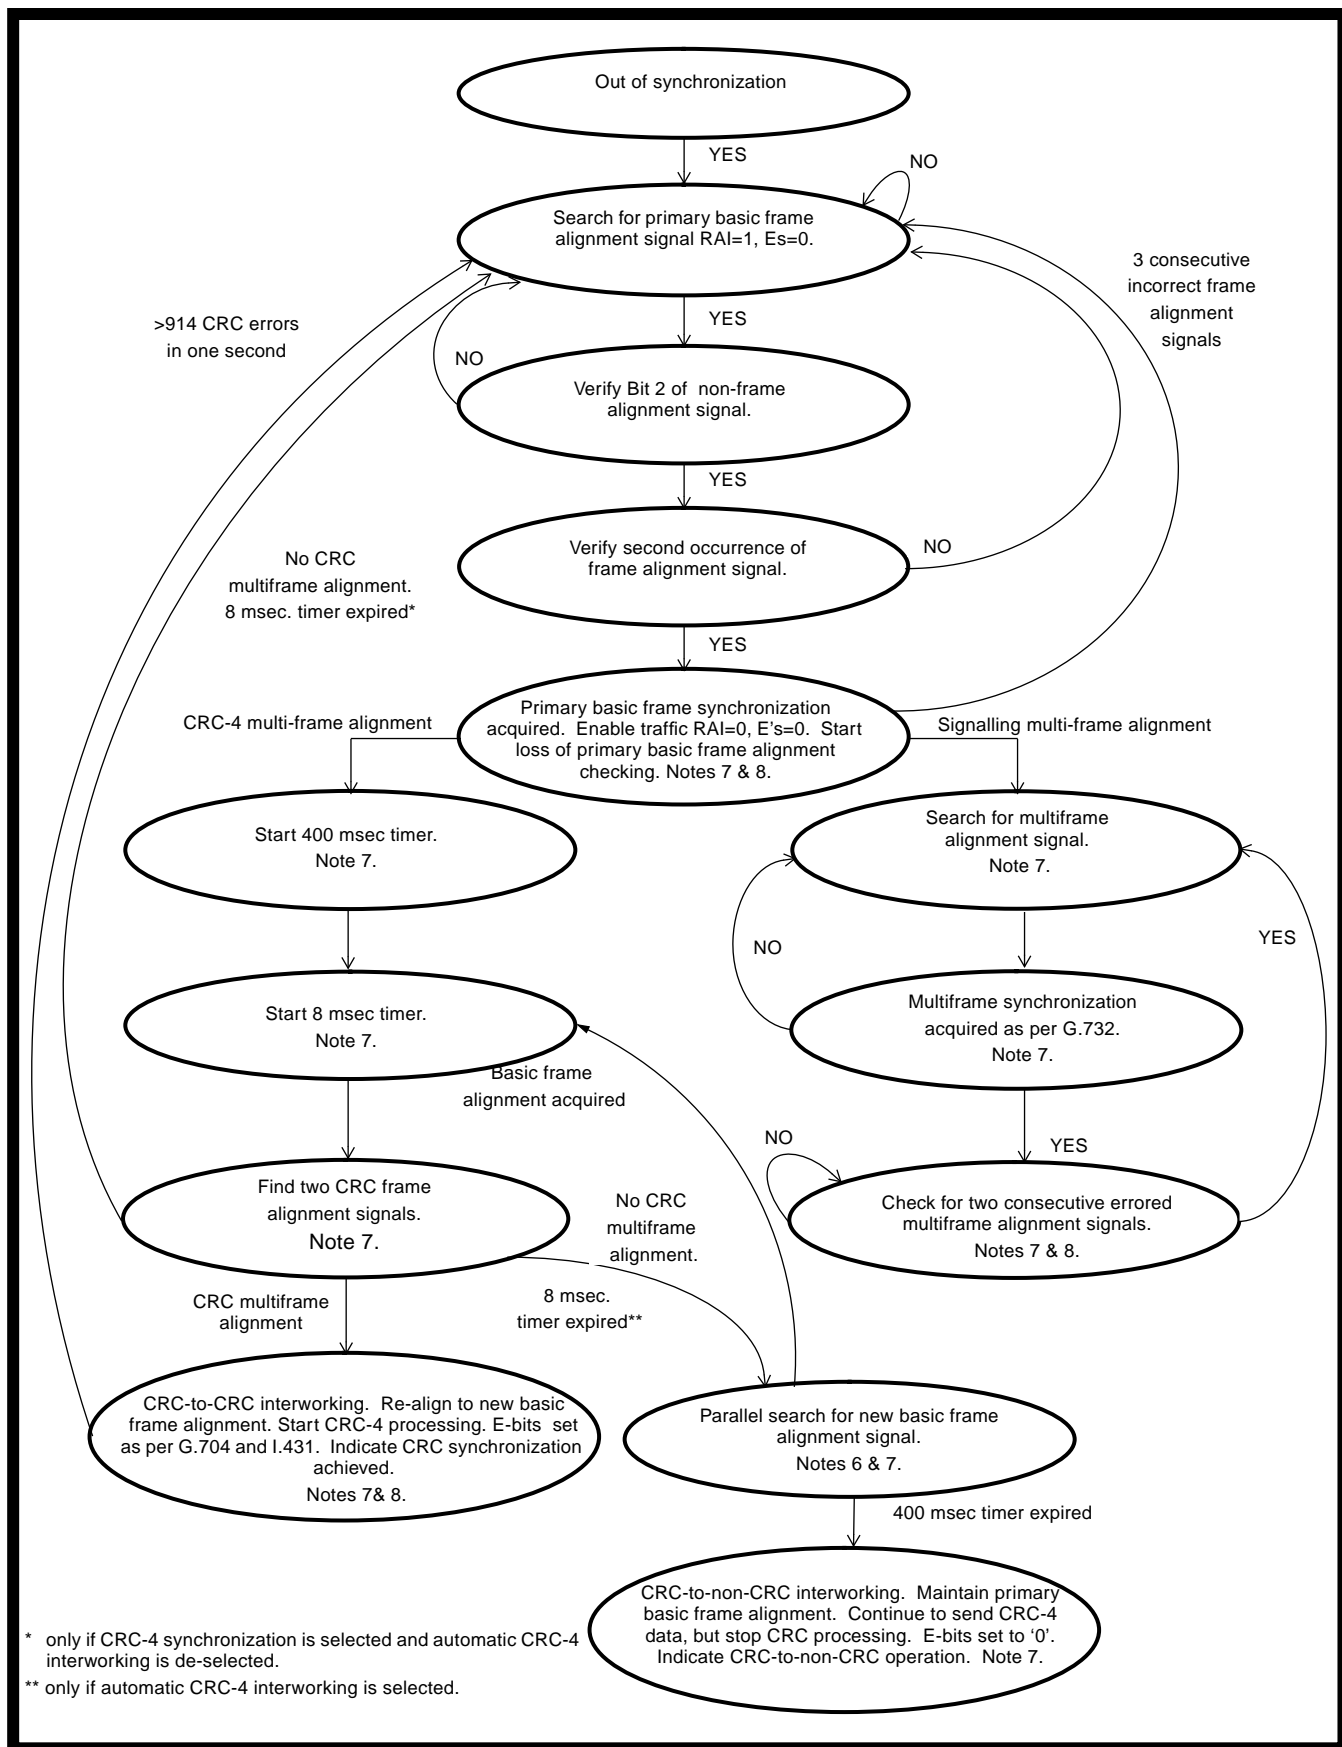 Out of synchronization
YES
NO
Search for primary basic frame
alignment signal RAI=1, Es=0.
3 consecutive
incorrect frame
alignment
signals
>914 CRC errors
in one second
YES
NO
Verify Bit 2 of non-frame
alignment signal.
YES
Verify second occurrence of
frame alignment signal.
NO
No CRC
multiframe alignment.
8 msec. timer expired*
YES
CRC-4 multi-frame alignment
Primary basic frame synchronization
acquired. Enable traffic RAI=0, E's=0. Start
loss of primary basic frame alignment
checking. Notes 7 & 8.
Signalling multi-frame alignment
Start 400 msec timer.
Note 7.
Search for multiframe
alignment signal.
Note 7.
NO
YES
Start 8 msec timer.
Note 7.
Multiframe synchronization
acquired as per G.732.
Note 7.
Basic frame
alignment acquired
NO
YES
Find two CRC frame
alignment signals.
Note 7.
No CRC
multiframe
alignment.
Check for two consecutive errored
multiframe alignment signals.
Notes 7 & 8.
CRC multiframe
alignment
8 msec.
timer expired**
CRC-to-CRC interworking. Re-align to new basic
frame alignment. Start CRC-4 processing. E-bits set
as per G.704 and I.431. Indicate CRC synchronization
achieved.
Notes 7& 8.
Parallel search for new basic frame
alignment signal.
Notes 6 & 7.
400 msec timer expired
CRC-to-non-CRC interworking. Maintain primary
basic frame alignment. Continue to send CRC-4
data, but stop CRC processing. E-bits set to ‘0’.
Indicate CRC-to-non-CRC operation. Note 7.
* only if CRC-4 synchronization is selected and automatic CRC-4
interworking is de-selected.
** only if automatic CRC-4 interworking is selected.